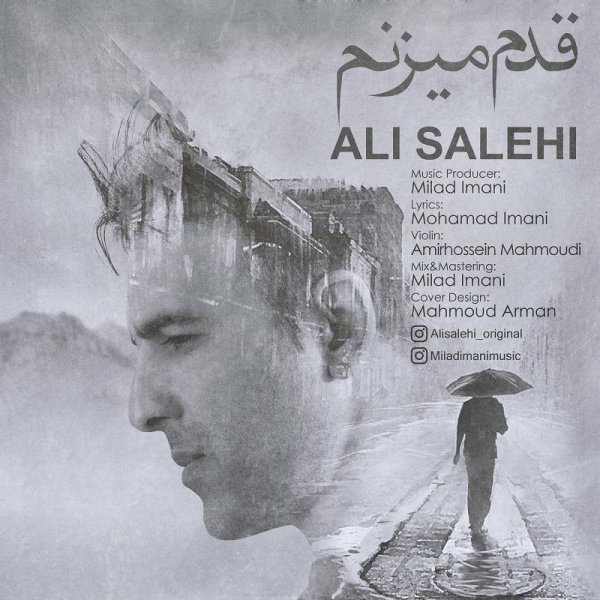 قدم میزنم
ALI SALEHI
Music Producer:
Milad Imani
Lyrics:
Mohamad Imani
Violin:
Amirhossein Mahmoudi
Mix&Mastering:
Milad Imani
Cover Design:
Mahmoud Arman
Alisalehi_original
Miladimanimusic